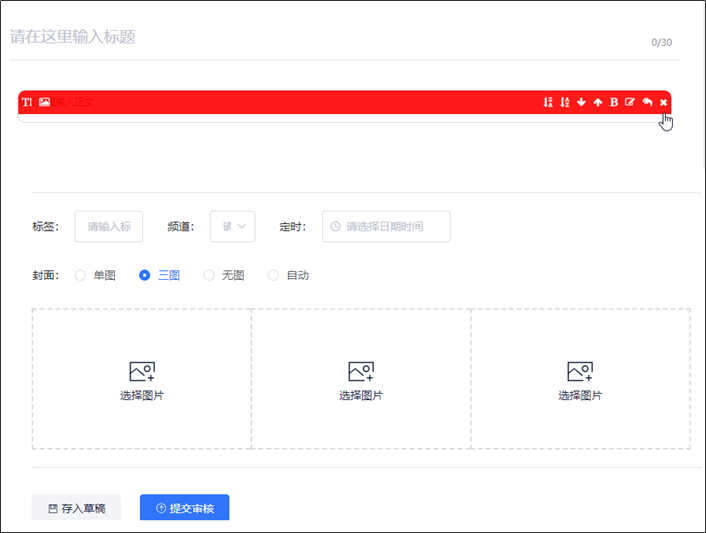 请在这里输入标题
0/30
输入正文
标签： 请输入标 频道： 定时： 请选择日期时间
封面： 单图 三图 无图 自动
选择图片 选择图片 选择图片
存入草稿 提交审核